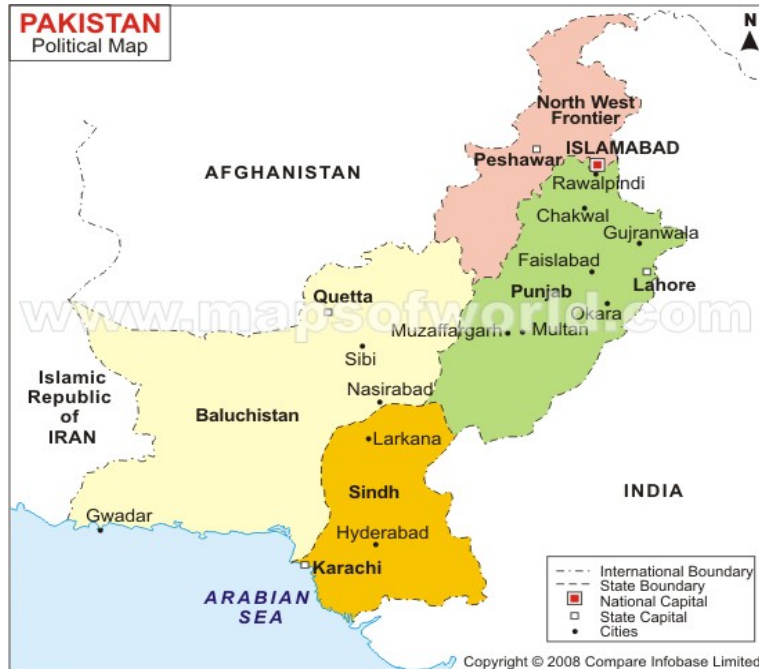 PAKISTAN
Political Map
N
North West
Frontier
ISLAMABAD
Peshawar
Rawalpindi
AFGHANISTAN
Chakwal
Gujranwala
Faislabad
Quetta
Punjab
Lahore
www.mapsofworld.com
Okara
Muzaffargarh
Multan
Sibi
Islamic
Republic
of
IRAN
Nasirabad
Baluchistan
Larkana
Sindh
INDIA
Gwadar
Hyderabad
Karachi
ARABIAN
SEA
International Boundary
State Boundary
National Capital
State Capital
Cities
Copyright © 2008 Compare Infobase Limited